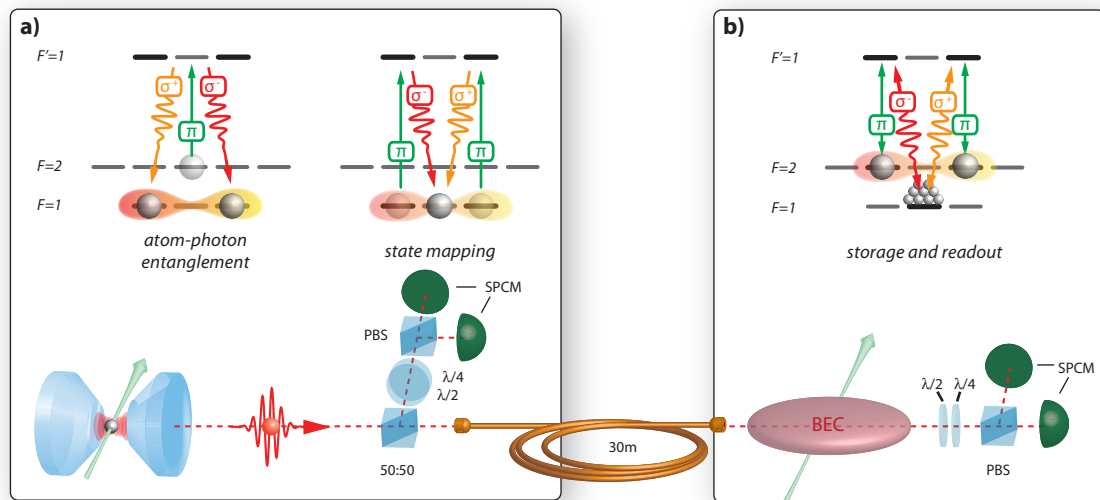 a)
F'=1
σ⁺
σ⁻
π
F=2
F=1
atom-photon
entanglement
σ⁻
σ⁺
π
π
state mapping
SPCM
PBS
λ/4
λ/2
50:50
30m
b)
F'=1
σ⁻
σ⁺
π
π
F=2
F=1
storage and readout
BEC
λ/2 λ/4
SPCM
PBS